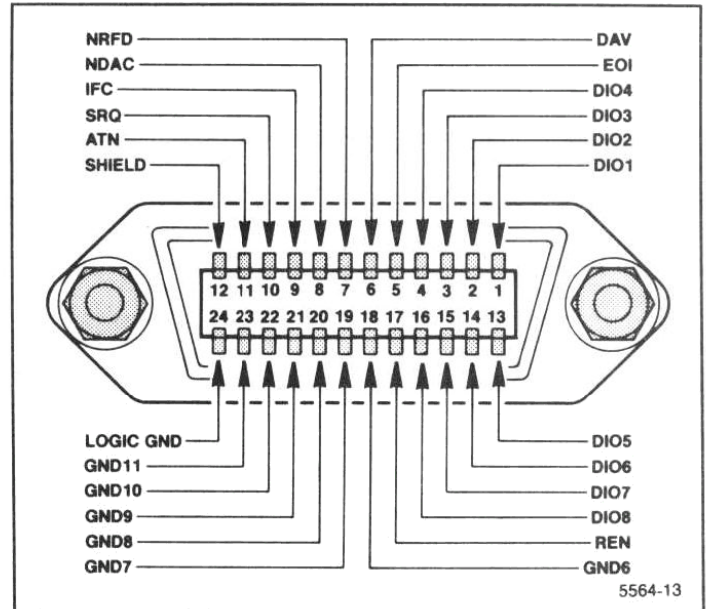 NRFD DAV
NDAC EOI
IFC DIO4
SRQ DIO3
ATN DIO2
SHIELD DIO1
12 11 10 9 8 7 6 5 4 3 2 1
24 23 22 21 20 19 18 17 16 15 14 13
LOGIC GND DIO5
GND11 DIO6
GND10 DIO7
GND9 DIO8
GND8 REN
GND7 GND6
5564-13